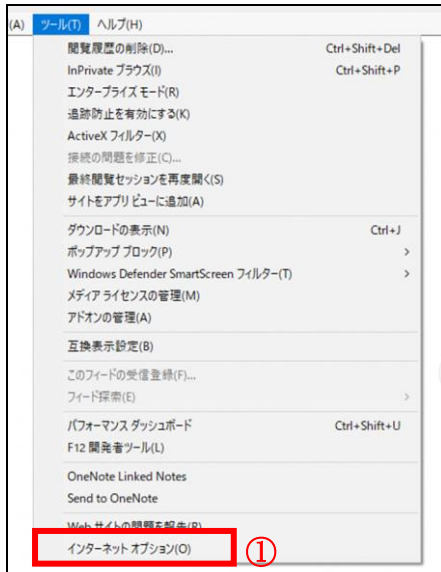 (A) ツール(T) ヘルプ(H)
閲覧履歴の削除(D)... Ctrl+Shift+Del
InPrivate ブラウズ(I) Ctrl+Shift+P
エンタープライズ モード(R)
追跡防止を有効にする(K)
ActiveX フィルター(X)
接続の問題を修正(C)...
最終閲覧セッションを再度開く(S)
サイトをアプリ ビューに追加(A)
ダウンロードの表示(N) Ctrl+J
ポップアップ ブロック(P) >
Windows Defender SmartScreen フィルター(T) >
メディア ライセンスの管理(M)
アドオンの管理(A)
互換表示設定(B)
このフィードの受信登録(F)...
フィード探索(E) >
パフォーマンス ダッシュボード Ctrl+Shift+U
F12 開発者ツール(L)
OneNote Linked Notes
Send to OneNote
Web サイトの問題を報告(R)
インターネット オプション(O) ①